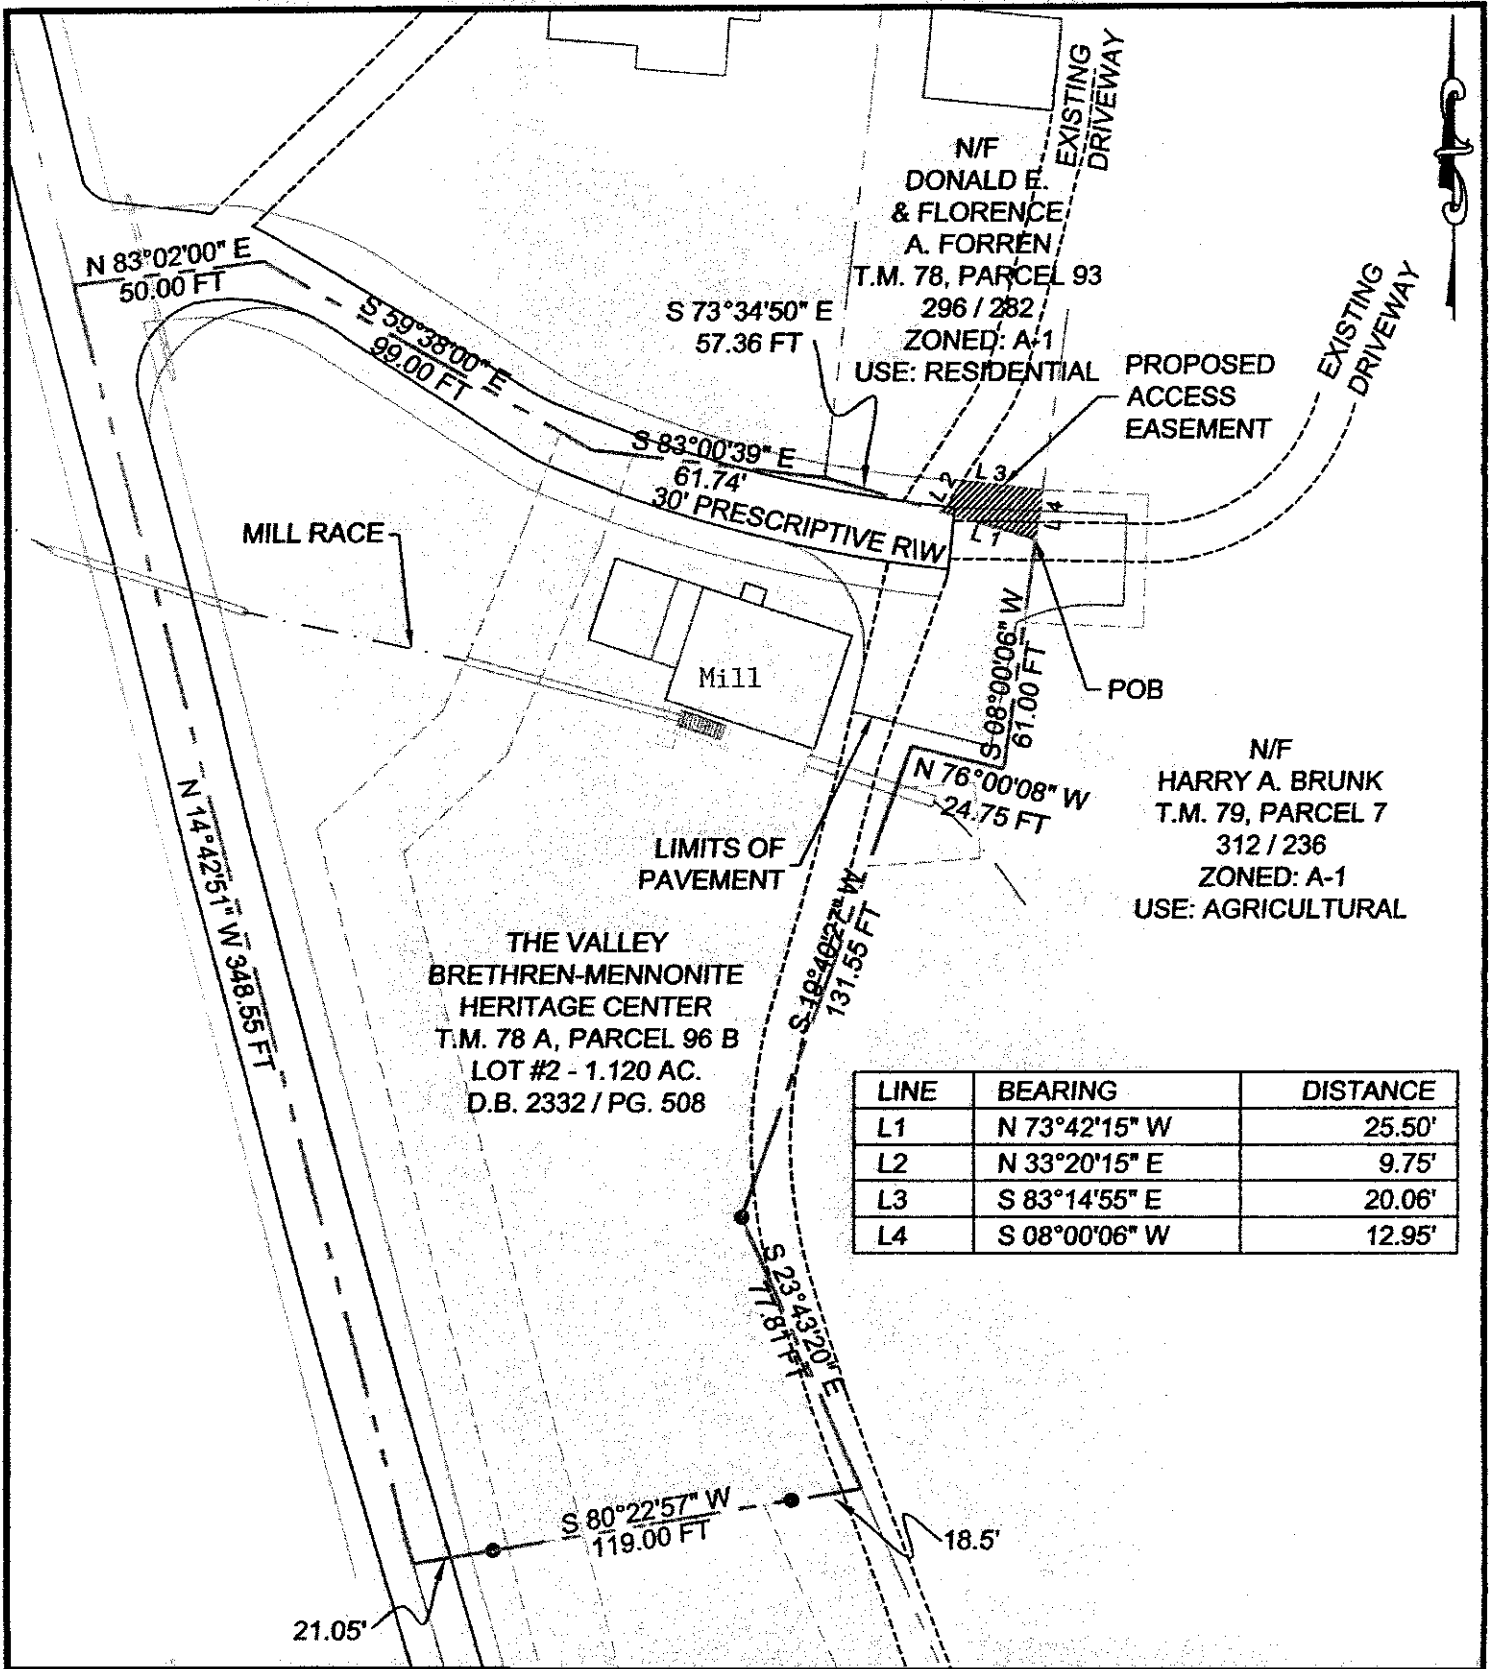 EXISTING
DRIVEWAY
N/F
DONALD E.
& FLORENCE
A. FORREN
T.M. 78, PARCEL 93
296 / 282
ZONED: A-1
USE: RESIDENTIAL
N 83°02'00" E
50.00 FT
S 59°38'00" E
99.00 FT
S 73°34'50" E
57.36 FT
EXISTING
DRIVEWAY
PROPOSED
ACCESS
EASEMENT
S 83°00'39" E
61.74'
30' PRESCRIPTIVE R/W
L 2
L 3
L 4
L 1
MILL RACE
Mill
S 08°00'06" W
61.00 FT
POB
N 76°00'08" W
24.75 FT
N/F
HARRY A. BRUNK
T.M. 79, PARCEL 7
312 / 236
ZONED: A-1
USE: AGRICULTURAL
LIMITS OF
PAVEMENT
N 14°42'51" W 348.55 FT
THE VALLEY
BRETHREN-MENNONITE
HERITAGE CENTER
T.M. 78 A, PARCEL 96 B
LOT #2 - 1.120 AC.
D.B. 2332 / PG. 508
131.55 FT
LINE BEARING DISTANCE
L1 N 73°42'15" W 25.50'
L2 N 33°20'15" E 9.75'
L3 S 83°14'55" E 20.06'
L4 S 08°00'06" W 12.95'
S 23°43'20" E
77.81 FT
S 80°22'57" W
119.00 FT
18.5'
21.05'